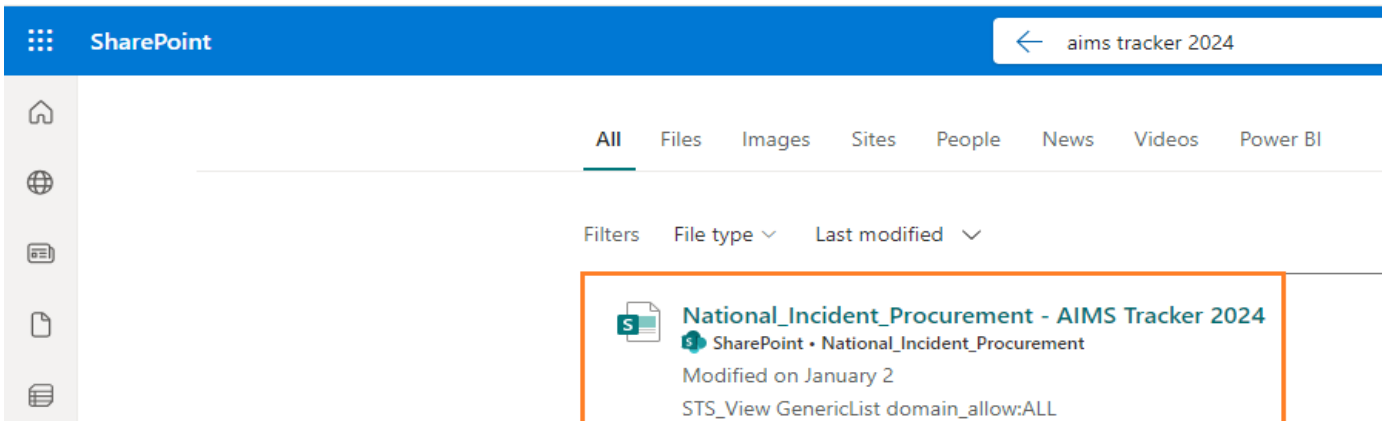 SharePoint
aims tracker 2024
All Files Images Sites People News Videos Power BI
Filters File type Last modified
National_Incident_Procurement - AIMS Tracker 2024
SharePoint • National_Incident_Procurement
Modified on January 2
STS_View GenericList domain_allow:ALL